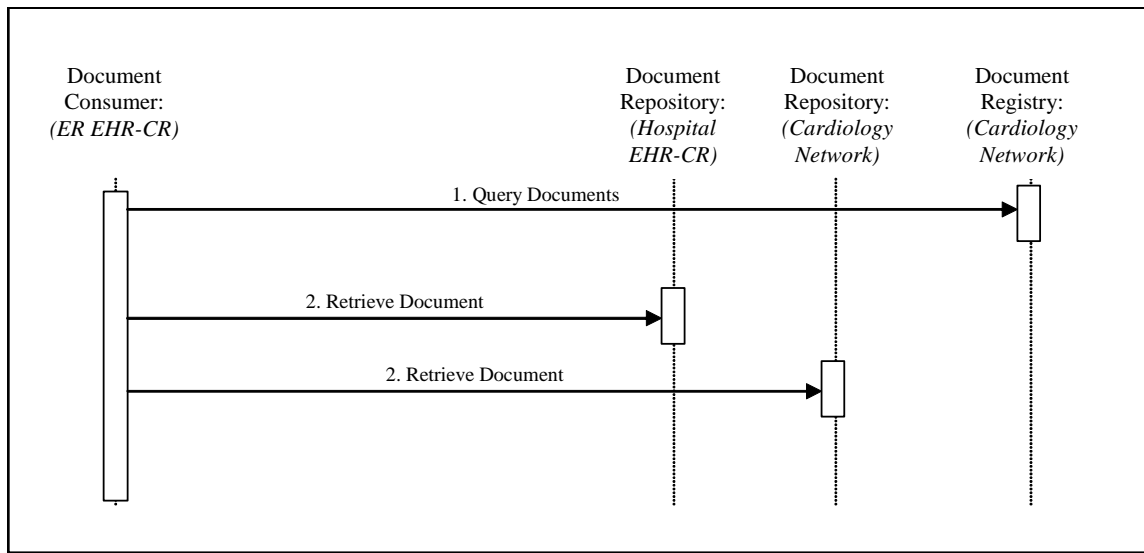 Document
Consumer:
(ER EHR-CR)
Document
Repository:
(Hospital
EHR-CR)
Document
Repository:
(Cardiology
Network)
Document
Registry:
(Cardiology
Network)
1. Query Documents
2. Retrieve Document
2. Retrieve Document